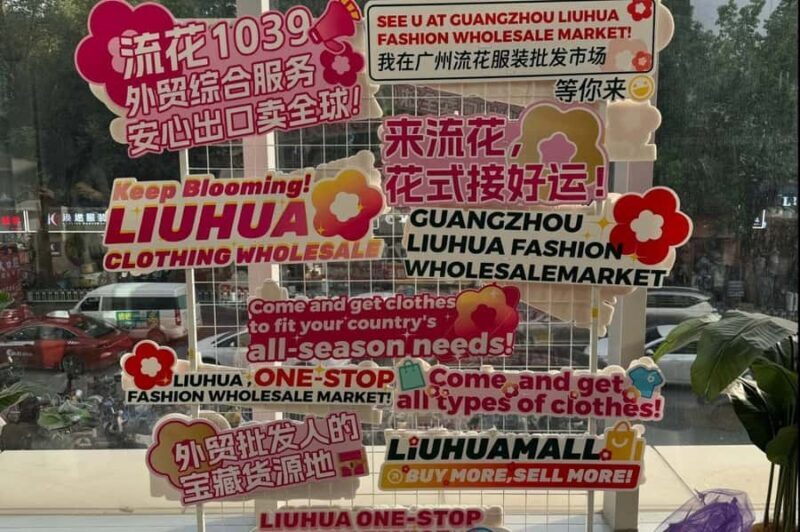 流花1039
外贸综合服务
安心出口卖全球!
SEE U AT GUANGZHOU LIUHUA
FASHION WHOLESALE MARKET!
我在广州流花服装批发市场
等你来
来流花,
花式接好运!
Keep Blooming!
LIUHUA
CLOTHING WHOLESALE
GUANGZHOU
LIUHUA FASHION
WHOLESALEMARKET
Come and get clothes
to fit your country's
all-season needs!
LIUHUA, ONE-STOP
FASHION WHOLESALE MARKET!
Come and get
all types of clothes!
外贸批发人的
宝藏货源地
LIUHUAMALL
BUY MORE,SELL MORE!
LIUHUA ONE-STOP